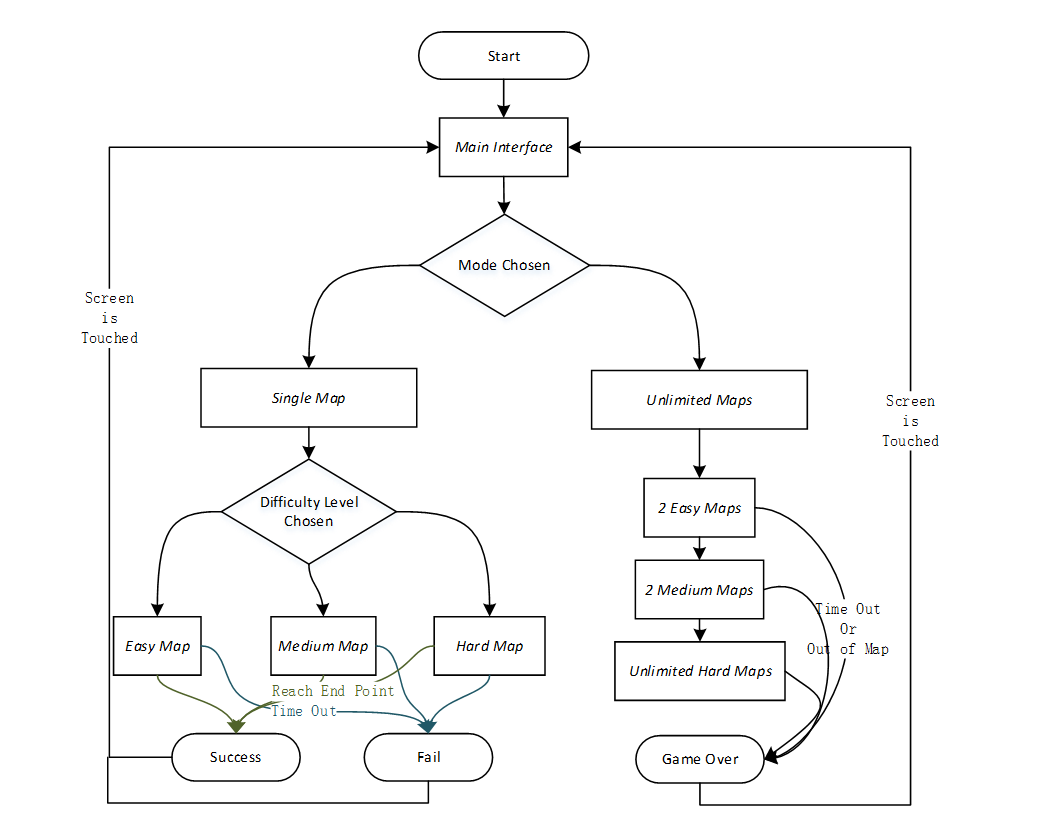 Start
Main Interface
Mode Chosen
Screen
is
Touched
Single Map
Unlimited Maps
Screen
is
Touched
Difficulty Level
Chosen
2 Easy Maps
2 Medium Maps
Time Out
Or
Out of Map
Easy Map
Medium Map
Hard Map
Unlimited Hard Maps
Reach End Point
Time Out
Success
Fail
Game Over